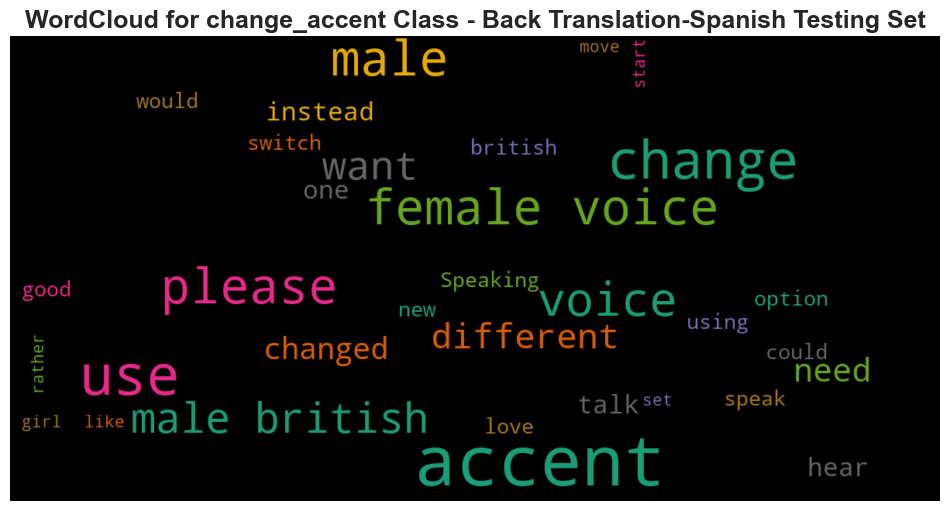 WordCloud for change_accent Class - Back Translation-Spanish Testing Set
male
move
start
would
instead
switch
british
change
want
one
female voice
please
Speaking
good
voice
option
new
using
different
changed
could
rather
use
need
talk
set
speak
girl
like
male british
love
accent
hear